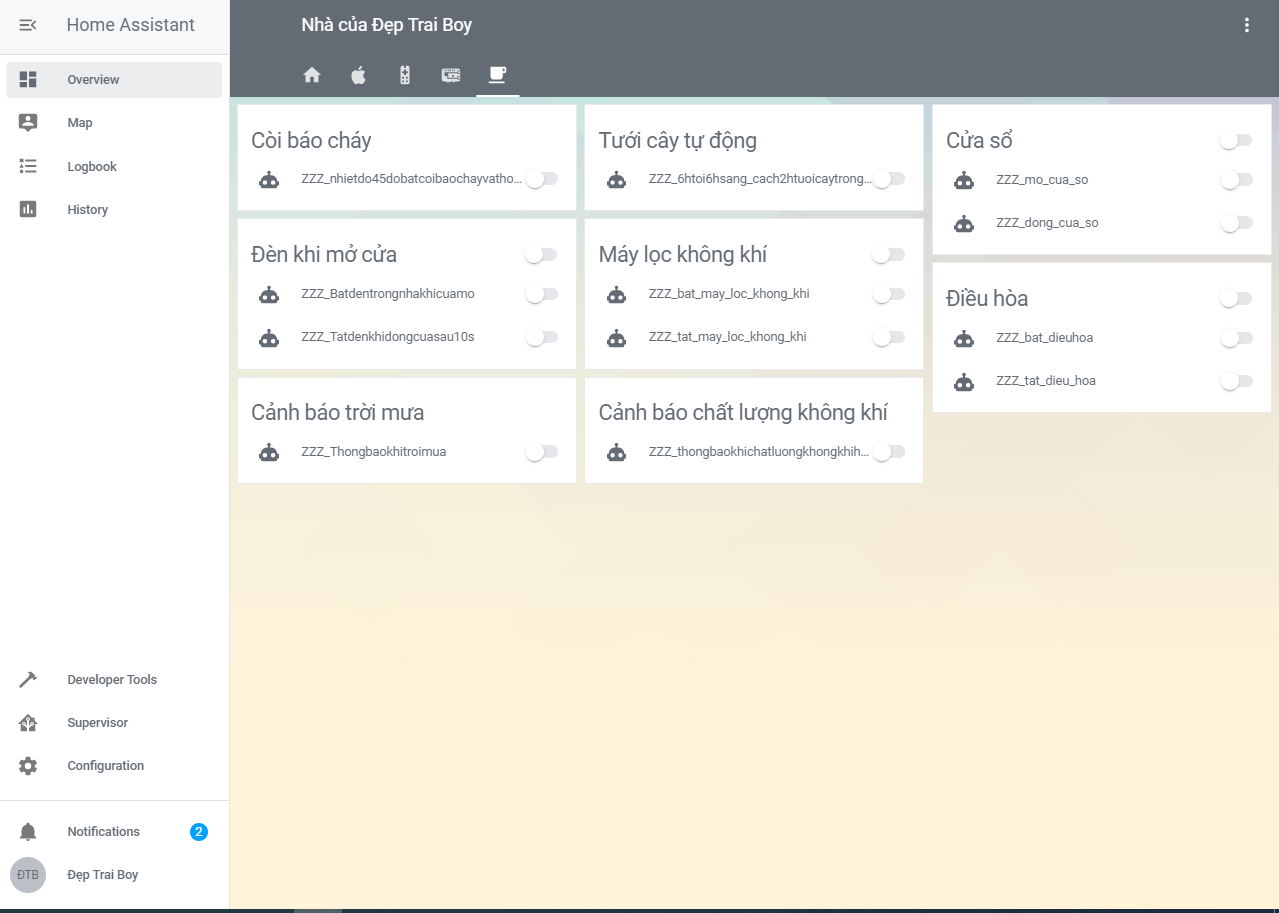 Home Assistant
Overview
Map
Logbook
History
Developer Tools
Supervisor
Configuration
Notifications
2
ĐTB
Đẹp Trai Boy
Nhà của Đẹp Trai Boy
Còi báo cháy
ZZZ_nhietdo45dobatcoibaochayvatho...
Đèn khi mở cửa
ZZZ_Batdentrongnhakhicuamo
ZZZ_Tatdenkhidongcuasau10s
Cảnh báo trời mưa
ZZZ_Thongbaokhitroimua
Tưới cây tự động
ZZZ_6htoi6hsang_cach2htuoicaytrong...
Máy lọc không khí
ZZZ_bat_may_loc_khong_khi
ZZZ_tat_may_loc_khong_khi
Cảnh báo chất lượng không khí
ZZZ_thongbaokhichatluongkhongkhih...
Cửa sổ
ZZZ_mo_cua_so
ZZZ_dong_cua_so
Điều hòa
ZZZ_bat_dieuhoa
ZZZ_tat_dieu_hoa